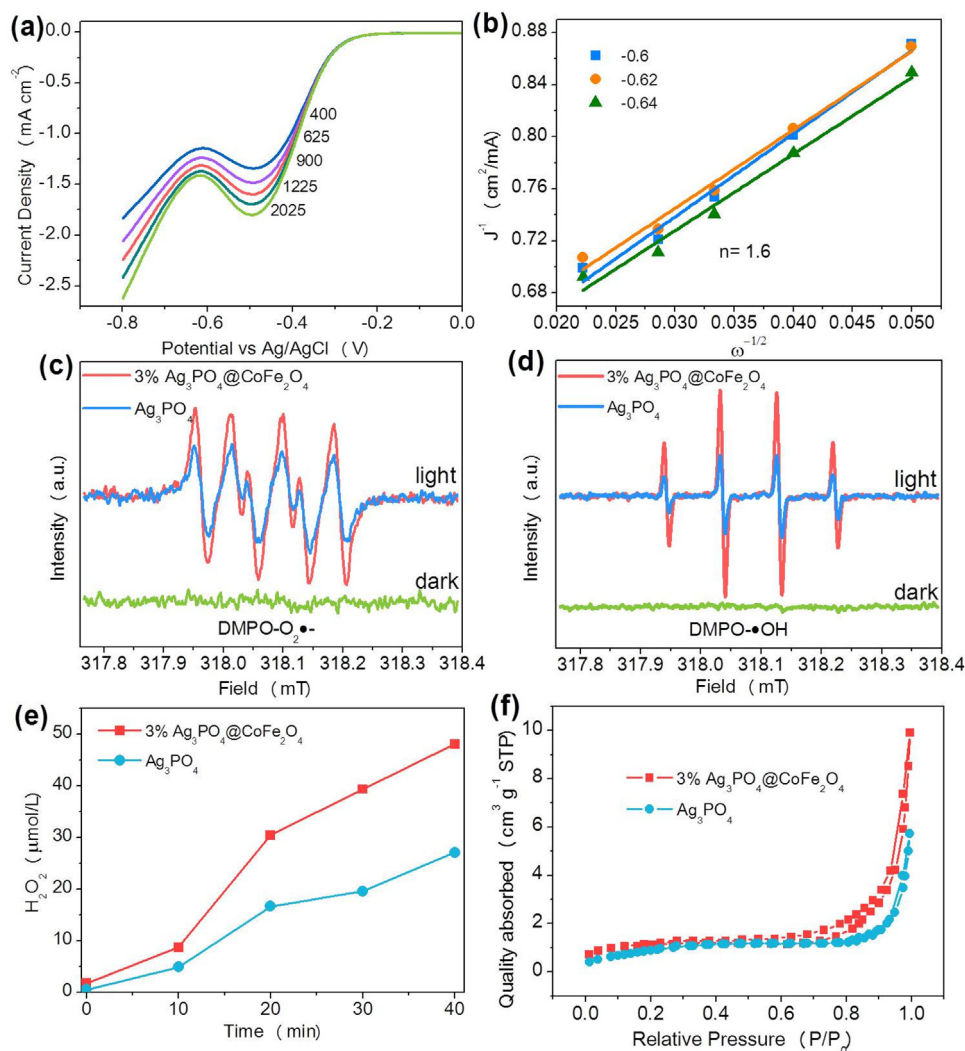 (a)
0.0
-0.5
-1.0
-1.5
-2.0
-2.5
Current Density (mA cm⁻²)
400
625
900
1225
2025
-0.8 -0.6 -0.4 -0.2 0.0
Potential vs Ag/AgCl (V)
(b)
0.88
0.84
0.80
0.76
0.72
0.68
J⁻¹ (cm²/mA)
-0.6
-0.62
-0.64
n= 1.6
0.020 0.025 0.030 0.035 0.040 0.045 0.050
ω⁻¹/²
(c)
3% Ag₃PO₄@CoFe₂O₄
Ag₃PO₄
Intensity (a.u.)
light
dark
DMPO-O₂●-
317.8 317.9 318.0 318.1 318.2 318.3 318.4
Field (mT)
(d)
3% Ag₃PO₄@CoFe₂O₄
Ag₃PO₄
Intensity (a.u.)
light
dark
DMPO-●OH
317.8 317.9 318.0 318.1 318.2 318.3 318.4
Field (mT)
(e)
50
40
30
20
10
0
H₂O₂ (μmol/L)
3% Ag₃PO₄@CoFe₂O₄
Ag₃PO₄
0 10 20 30 40
Time (min)
(f)
10
8
6
4
2
0
Quality absorbed (cm³ g⁻¹ STP)
3% Ag₃PO₄@CoFe₂O₄
Ag₃PO₄
0.0 0.2 0.4 0.6 0.8 1.0
Relative Pressure (P/P₀)